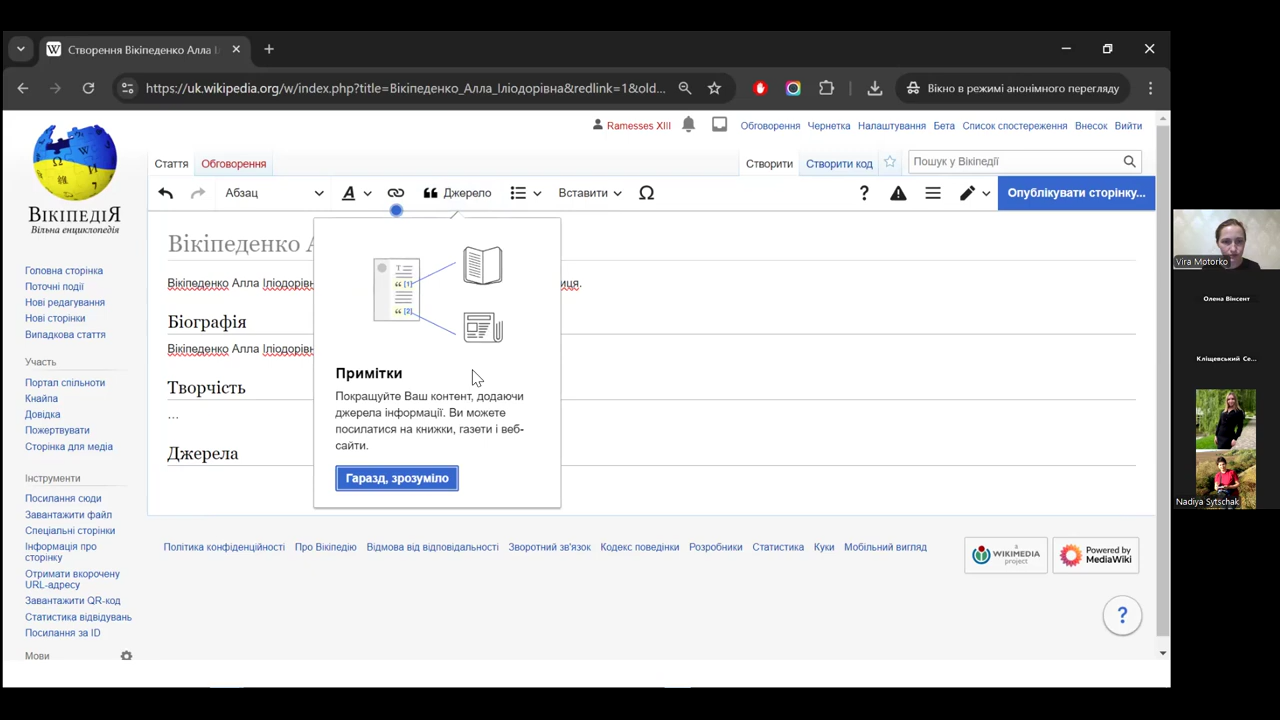 Створення Вікіпеденко Алла І
https://uk.wikipedia.org/w/index.php?title=Вікіпеденко_Алла_Іліодорівна&redlink=1&old...
Вікно в режимі анонімного перегляду
Ramesses XIII
Обговорення Чернетка Налаштування Бета Список спостереження Внесок Вийти
Стаття Обговорення
Створити Створити код
Пошук у Вікіпедії
Абзац
Джерело
Вставити
Ω
?
Опублікувати сторінку...
ВІКІПЕДІЯ
Вільна енциклопедія
Головна сторінка
Поточні події
Нові редагування
Нові сторінки
Випадкова стаття
Участь
Портал спільноти
Кнайпа
Довідка
Пожертвувати
Сторінка для медіа
Інструменти
Посилання сюди
Завантажити файл
Спеціальні сторінки
Інформація про
сторінку
Отримати вкорочену
URL-адресу
Завантажити QR-код
Статистика відвідувань
Посилання за ID
Мови
Вікіпеденко А
Вікіпеденко Алла Іліодорівн
иця.
Біографія
Вікіпеденко Алла Іліодорівн
Творчість
…
Джерела
[1]
[2]
Примітки
Покращуйте Ваш контент, додаючи
джерела інформації. Ви можете
посилатися на книжки, газети і веб-
сайти.
Гаразд, зрозуміло
Політика конфіденційності Про Вікіпедію Відмова від відповідальності Зворотний зв'язок Кодекс поведінки Розробники Статистика Куки Мобільний вигляд
A
WIKIMEDIA
project
Powered by
MediaWiki
?
Vira Motorko
Олена Вінсент
Кліщевський Се...
Nadiya Sytschak